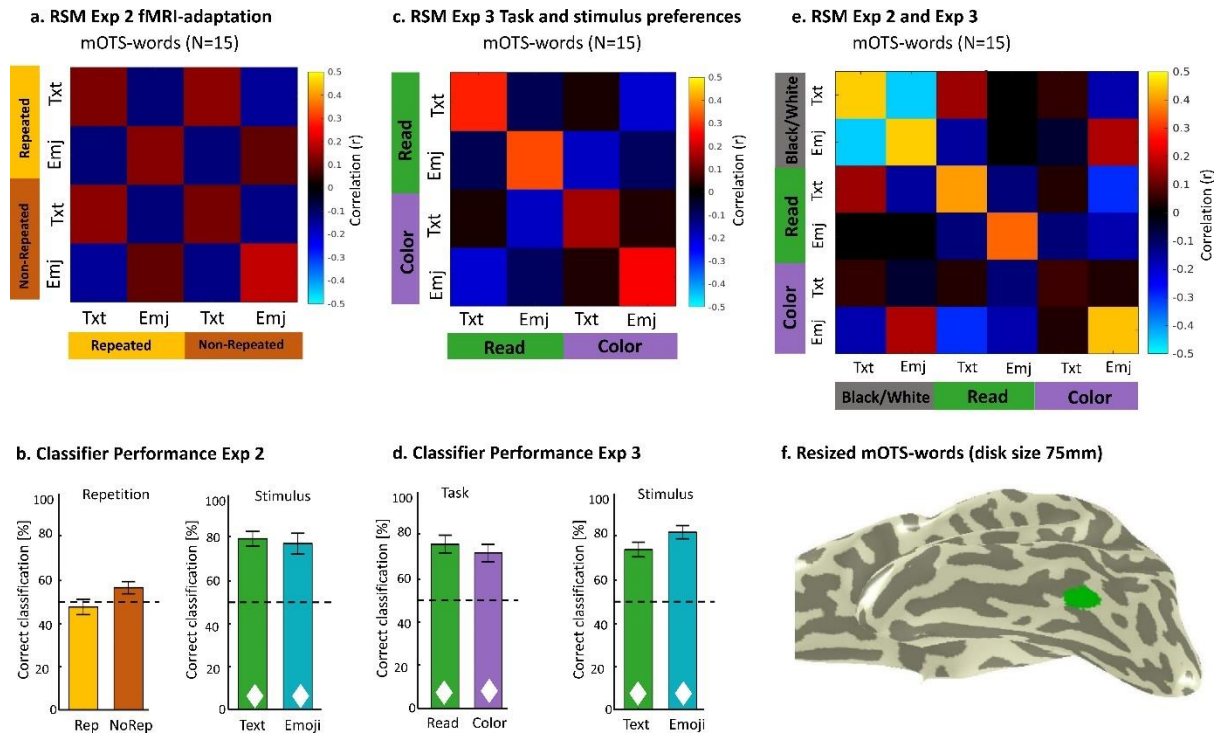 a. RSM Exp 2 fMRI-adaptation
mOTS-words (N=15)
Repeated
Non-Repeated
Txt
Emj
Txt
Emj
Txt Emj Txt Emj
Repeated Non-Repeated
0.5
0.4
0.3
0.2
0.1
0
-0.1
-0.2
-0.3
-0.4
-0.5
Correlation (r)
c. RSM Exp 3 Task and stimulus preferences
mOTS-words (N=15)
Read
Color
Txt
Emj
Txt
Emj
Txt Emj Txt Emj
Read Color
0.5
0.4
0.3
0.2
0.1
0
-0.1
-0.2
-0.3
-0.4
-0.5
Correlation (r)
e. RSM Exp 2 and Exp 3
mOTS-words (N=15)
Black/White
Read
Color
Txt
Emj
Txt
Emj
Txt
Emj
Txt Emj Txt Emj Txt Emj
Black/White Read Color
0.5
0.4
0.3
0.2
0.1
0
-0.1
-0.2
-0.3
-0.4
-0.5
Correlation (r)
b. Classifier Performance Exp 2
Repetition
Correct classification [%]
100
80
60
40
20
0
Rep NoRep
Stimulus
Correct classification [%]
100
80
60
40
20
0
Text Emoji
d. Classifier Performance Exp 3
Task
Correct classification [%]
100
80
60
40
20
0
Read Color
Stimulus
Correct classification [%]
100
80
60
40
20
0
Text Emoji
f. Resized mOTS-words (disk size 75mm)